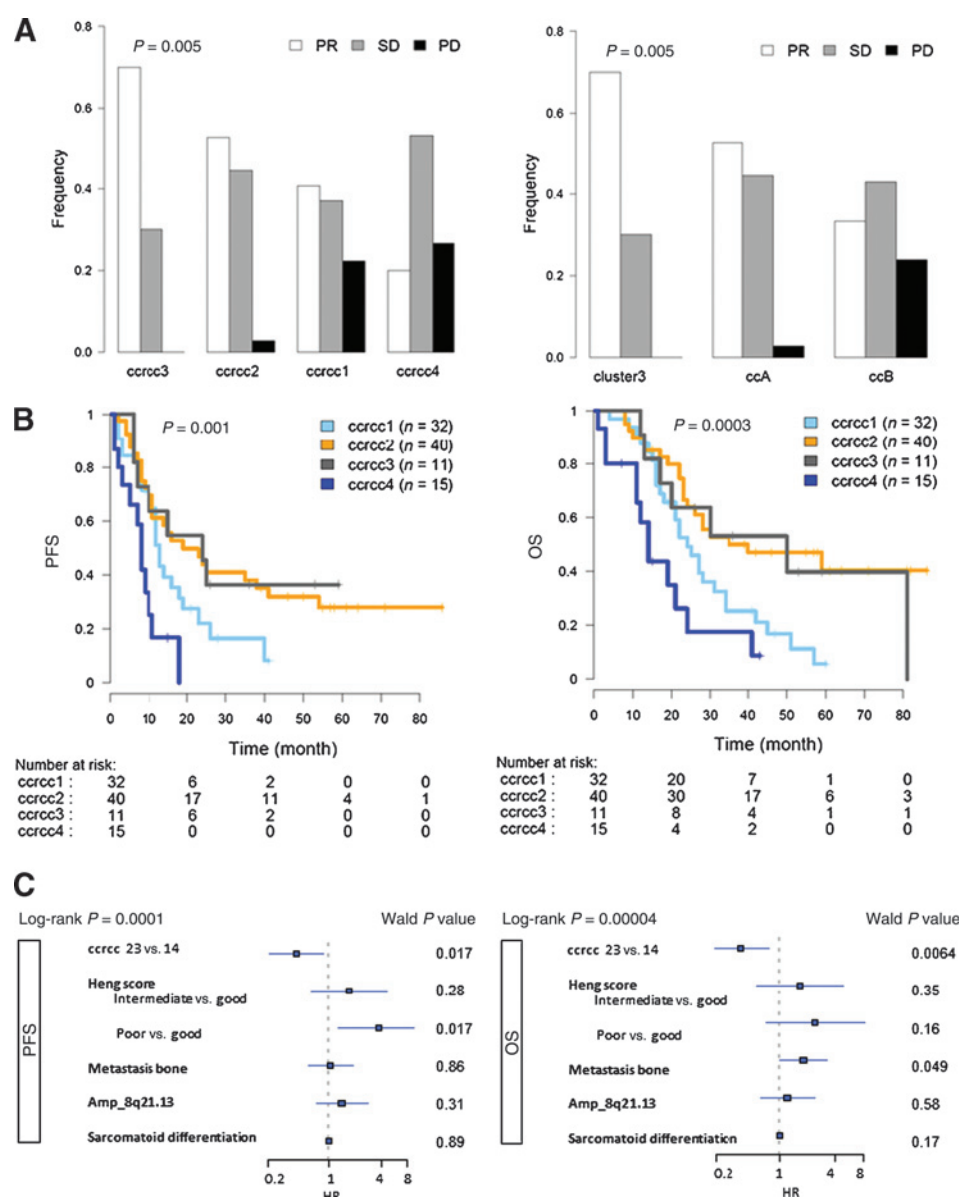 A
P = 0.005
PR SD PD
Frequency
0.8
0.6
0.4
0.2
0.0
ccrcc3 ccrcc2 ccrcc1 ccrcc4
P = 0.005
PR SD PD
Frequency
0.8
0.6
0.4
0.2
0.0
cluster3 ccA ccB
B
P = 0.001
ccrcc1 (n = 32)
ccrcc2 (n = 40)
ccrcc3 (n = 11)
ccrcc4 (n = 15)
PFS
1
0.8
0.6
0.4
0.2
0
0 10 20 30 40 50 60 70 80
Time (month)
Number at risk:
ccrcc1 : 32 6 2 0 0
ccrcc2 : 40 17 11 4 1
ccrcc3 : 11 6 2 0 0
ccrcc4 : 15 0 0 0 0
P = 0.0003
ccrcc1 (n = 32)
ccrcc2 (n = 40)
ccrcc3 (n = 11)
ccrcc4 (n = 15)
OS
1
0.8
0.6
0.4
0.2
0
0 10 20 30 40 50 60 70 80
Time (month)
Number at risk:
ccrcc1 : 32 20 7 1 0
ccrcc2 : 40 30 17 6 3
ccrcc3 : 11 8 4 1 1
ccrcc4 : 15 4 2 0 0
C
Log-rank P = 0.0001 Wald P value
PFS
ccrcc 23 vs. 14 0.017
Heng score
Intermediate vs. good 0.28
Poor vs. good 0.017
Metastasis bone 0.86
Amp_8q21.13 0.31
Sarcomatoid differentiation 0.89
0.2 1 4 8
HR
Log-rank P = 0.00004 Wald P value
OS
ccrcc 23 vs. 14 0.0064
Heng score
Intermediate vs. good 0.35
Poor vs. good 0.16
Metastasis bone 0.049
Amp_8q21.13 0.58
Sarcomatoid differentiation 0.17
0.2 1 4 8
HR